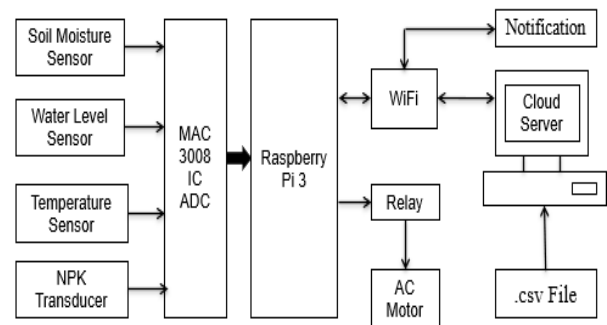 Soil Moisture
Sensor
Water Level
Sensor
Temperature
Sensor
NPK
Transducer
MAC
3008
IC
ADC
Raspberry
Pi 3
WiFi
Relay
AC
Motor
Notification
Cloud
Server
.csv File